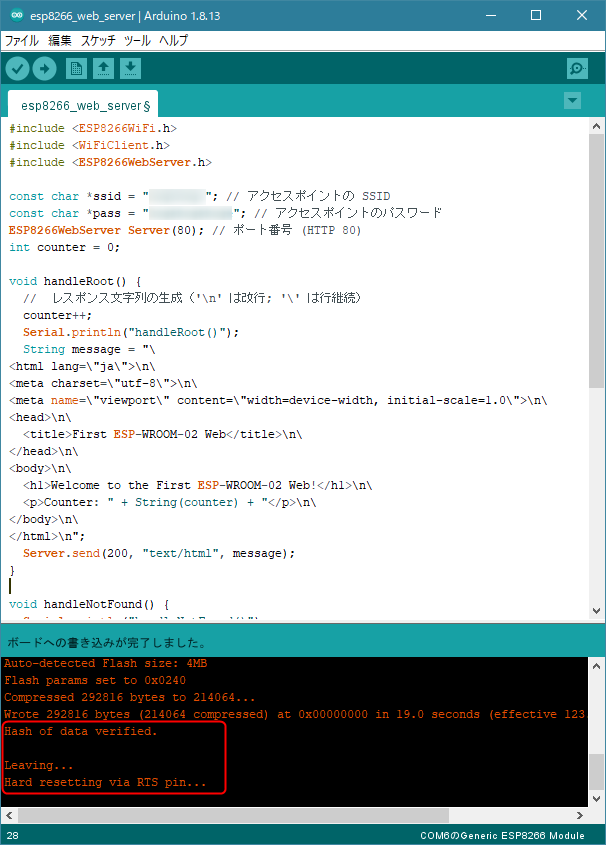 esp8266_web_server | Arduino 1.8.13
ファイル 編集 スケッチ ツール ヘルプ
esp8266_web_server §
#include <ESP8266WiFi.h>
#include <WiFiClient.h>
#include <ESP8266WebServer.h>
const char *ssid = " "; // アクセスポイントの SSID
const char *pass = " "; // アクセスポイントのパスワード
ESP8266WebServer Server(80); // ポート番号 (HTTP 80)
int counter = 0;
void handleRoot() {
// レスポンス文字列の生成 ('\n' は改行; '\' は行継続)
counter++;
Serial.println("handleRoot()");
String message = "\
<html lang=\"ja\">\n\
<meta charset=\"utf-8\">\n\
<meta name=\"viewport\" content=\"width=device-width, initial-scale=1.0\">\n\
<head>\n\
<title>First ESP-WROOM-02 Web</title>\n\
</head>\n\
<body>\n\
<h1>Welcome to the First ESP-WROOM-02 Web!</h1>\n\
<p>Counter: " + String(counter) + "</p>\n\
</body>\n\
</html>\n";
Server.send(200, "text/html", message);
}
void handleNotFound() {
ボードへの書き込みが完了しました。
Auto-detected Flash size: 4MB
Flash params set to 0x0240
Compressed 292816 bytes to 214064...
Wrote 292816 bytes (214064 compressed) at 0x00000000 in 19.0 seconds (effective 123
Hash of data verified.
Leaving...
Hard resetting via RTS pin...
28
COM6のGeneric ESP8266 Module